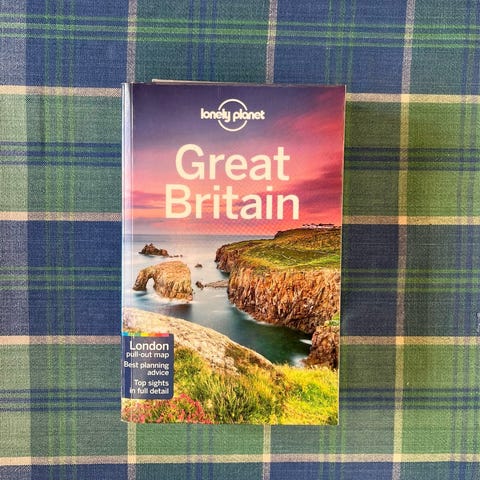 lonely planet
Great
Britain
London
pull-out map
Best planning
advice
Top sights
in full detail